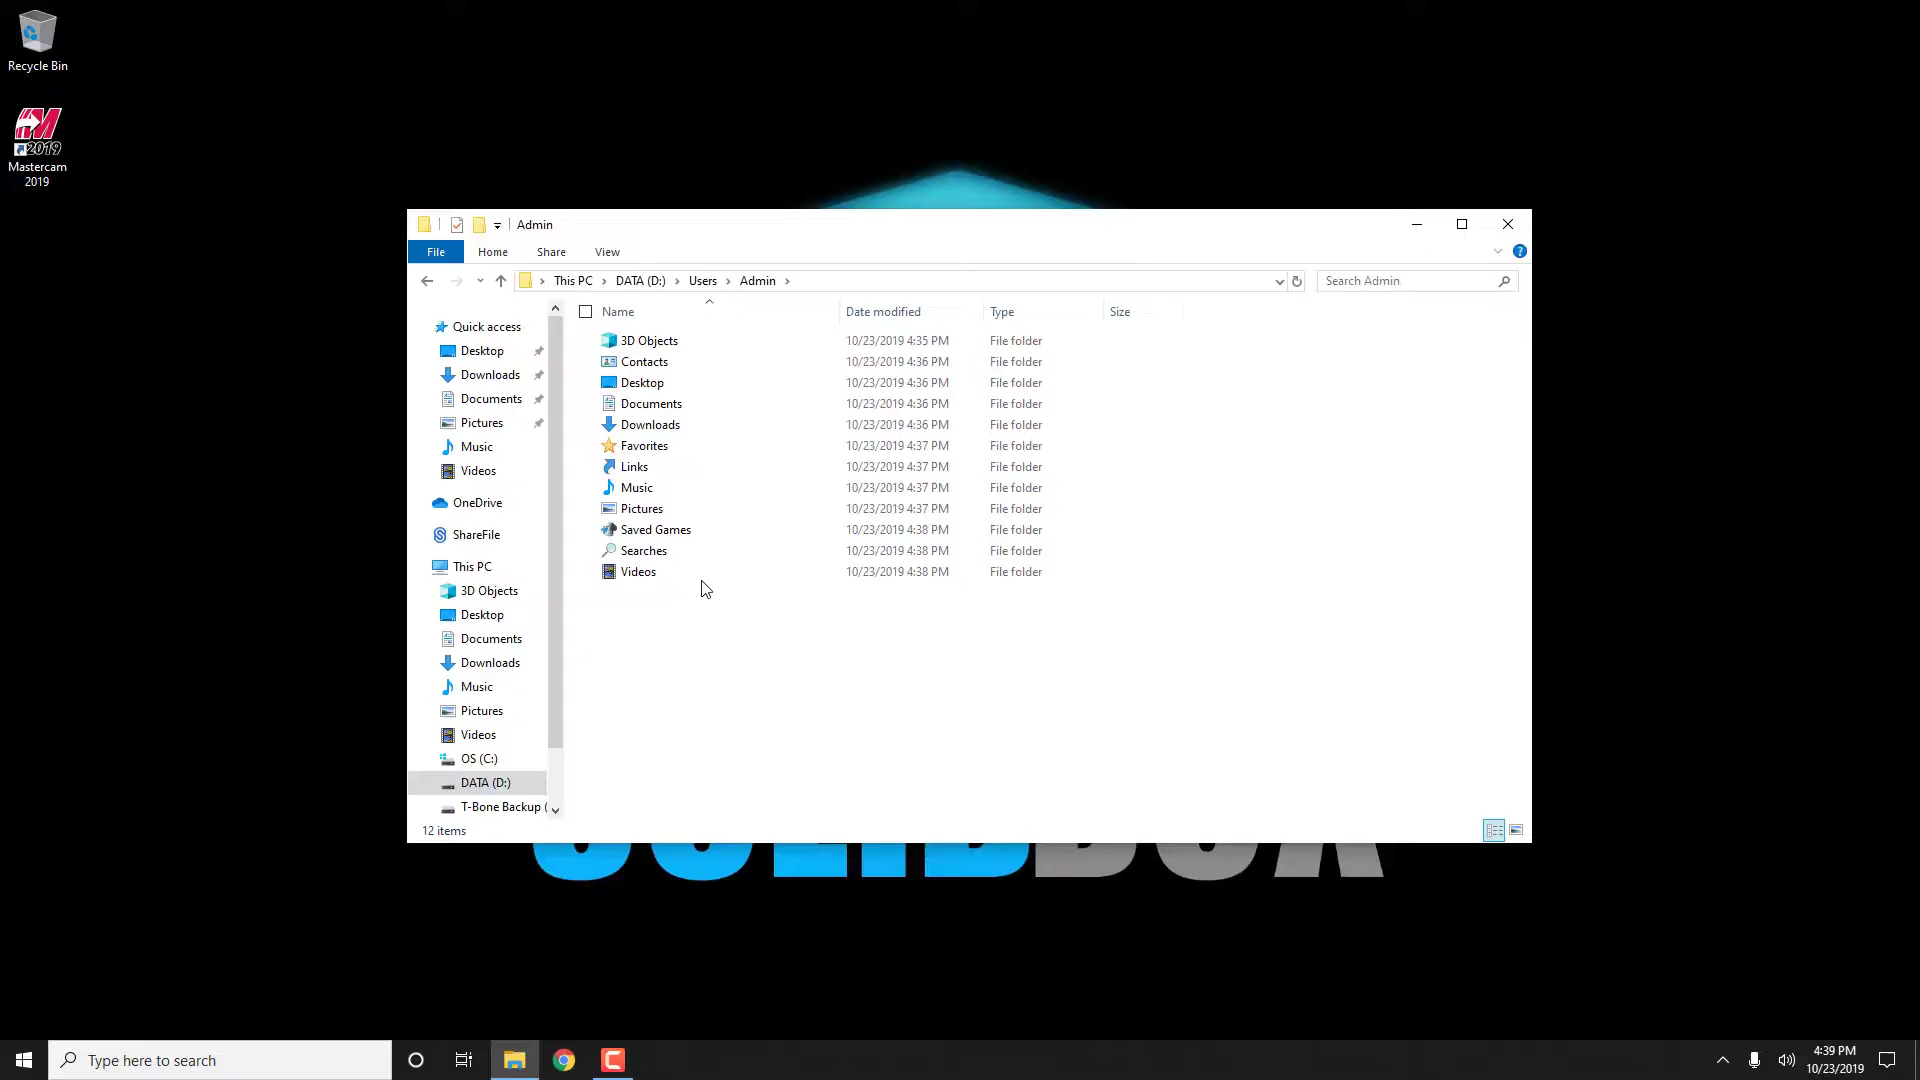 Recycle Bin
2019
Mastercam
2019
Admin
File
Home
Share
View
This PC
DATA (D:)
Users
Admin
Search Admin
Name
Date modified
Type
Size
3D Objects 10/23/2019 4:35 PM File folder
Contacts 10/23/2019 4:36 PM File folder
Desktop 10/23/2019 4:36 PM File folder
Documents 10/23/2019 4:36 PM File folder
Downloads 10/23/2019 4:36 PM File folder
Favorites 10/23/2019 4:37 PM File folder
Links 10/23/2019 4:37 PM File folder
Music 10/23/2019 4:37 PM File folder
Pictures 10/23/2019 4:37 PM File folder
Saved Games 10/23/2019 4:38 PM File folder
Searches 10/23/2019 4:38 PM File folder
Videos 10/23/2019 4:38 PM File folder
Quick access
Desktop
Downloads
Documents
Pictures
Music
Videos
OneDrive
ShareFile
This PC
3D Objects
Desktop
Documents
Downloads
Music
Pictures
Videos
OS (C:)
DATA (D:)
T-Bone Backup (
12 items
Type here to search
4:39 PM
10/23/2019